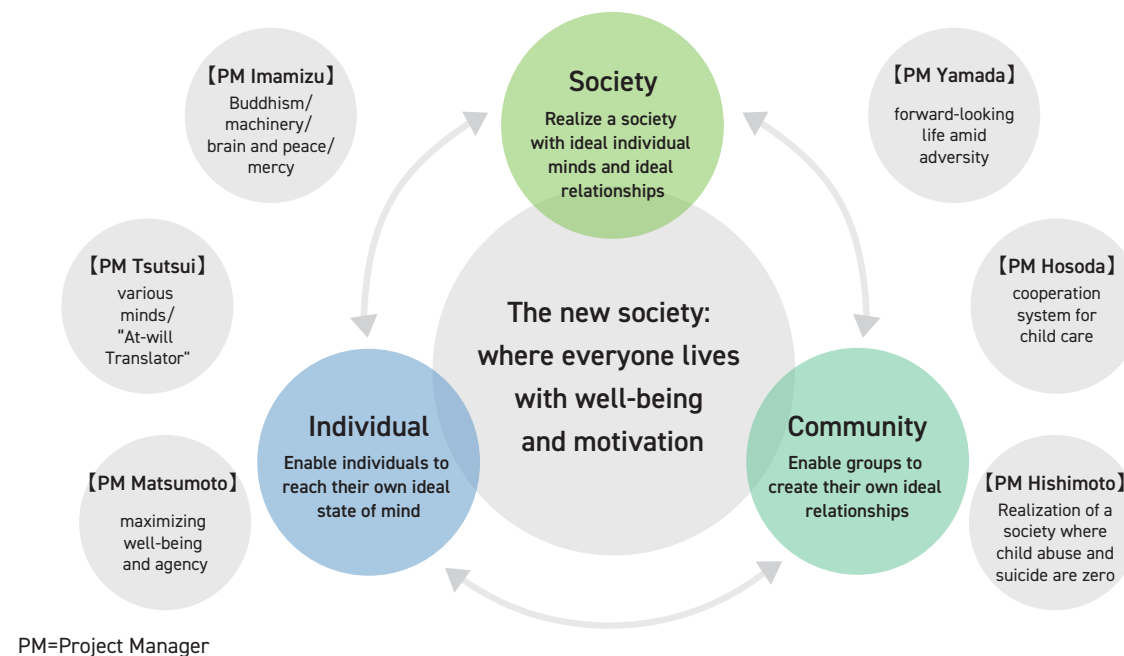 【PM Imamizu】
Buddhism/
machinery/
brain and peace/
mercy
Society
Realize a society
with ideal individual
minds and ideal
relationships
【PM Yamada】
forward-looking
life amid
adversity
【PM Tsutsui】
various
minds/
“At-will
Translator"
The new society:
where everyone lives
with well-being
and motivation
【PM Hosoda】
cooperation
system for
child care
【PM Matsumoto】
maximizing
well-being
and agency
Individual
Enable individuals to
reach their own ideal
state of mind
Community
Enable groups to
create their own ideal
relationships
【PM Hishimoto】
Realization of a
society where
child abuse and
suicide are zero
PM=Project Manager